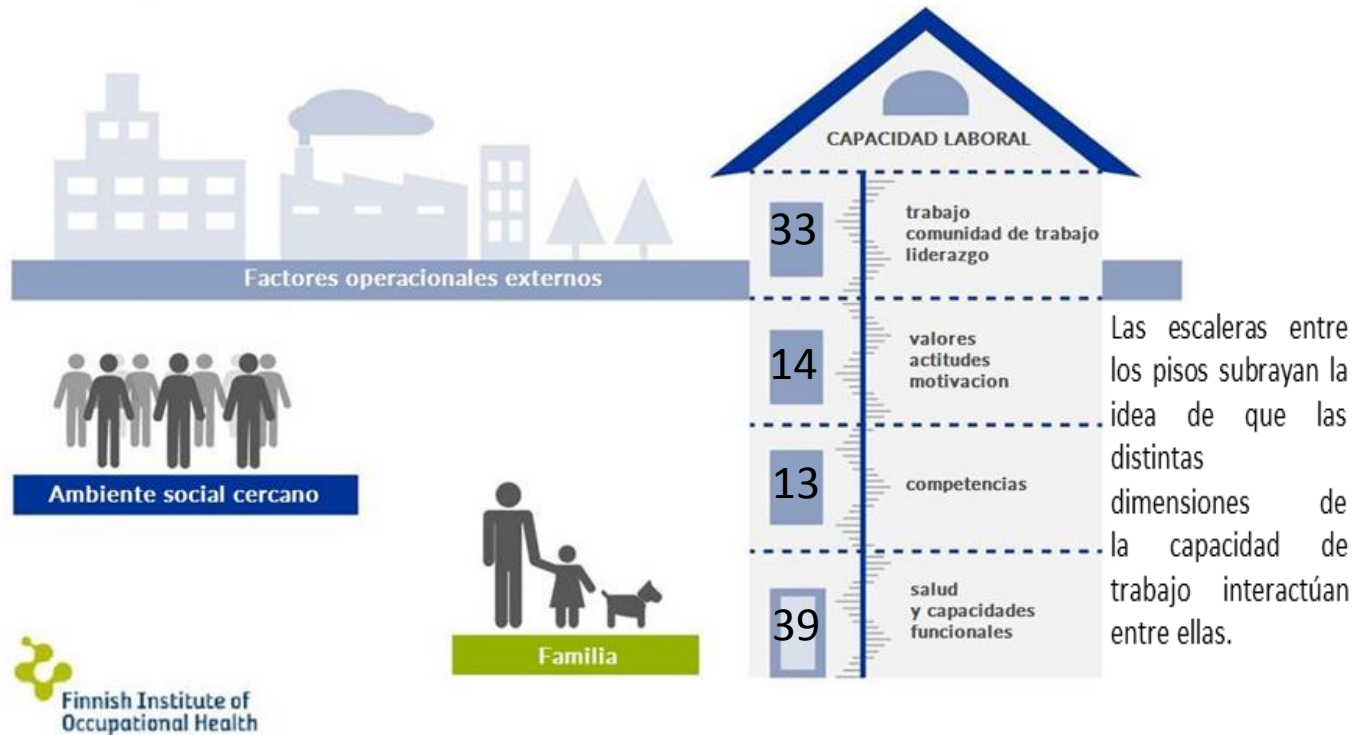 CAPACIDAD LABORAL
33
trabajo
comunidad de trabajo
liderazgo
Factores operacionales externos
14
valores
actitudes
motivacion
Las escaleras entre
los pisos subrayan la
idea de que las
distintas
dimensiones de
la capacidad de
trabajo interactúan
entre ellas.
13
competencias
Ambiente social cercano
39
salud
y capacidades
funcionales
Familia
Finnish Institute of
Occupational Health